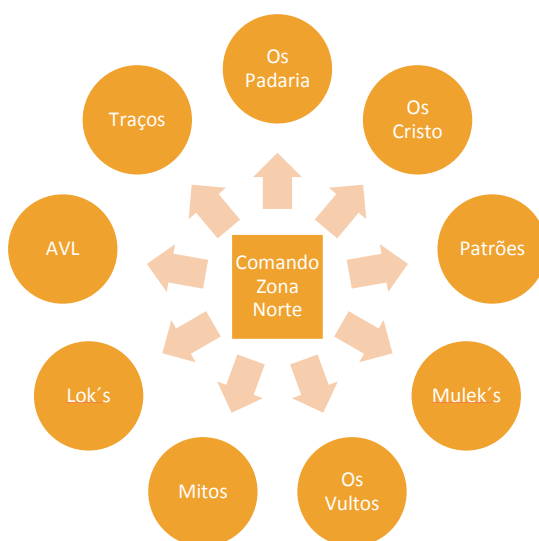 Os
Padaria
Os
Cristo
Patrões
Mulek´s
Os
Vultos
Mitos
Lok´s
AVL
Traços
Comando
Zona
Norte